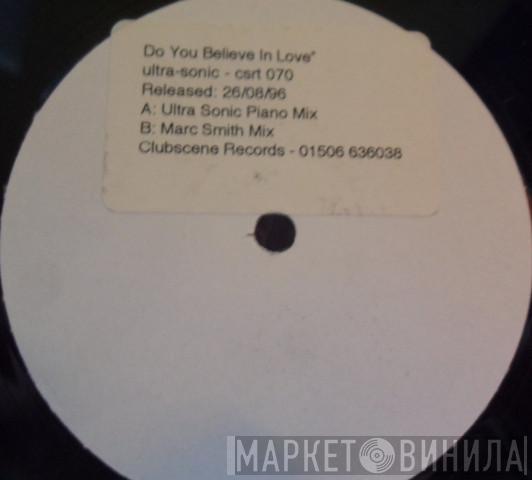 Do You Believe In Love"
ultra-sonic - csrt 070
Released: 26/08/96
A: Ultra Sonic Piano Mix
B: Marc Smith Mix
Clubscene Records - 01506 636038
МАРКЕТ ВИНИЛА